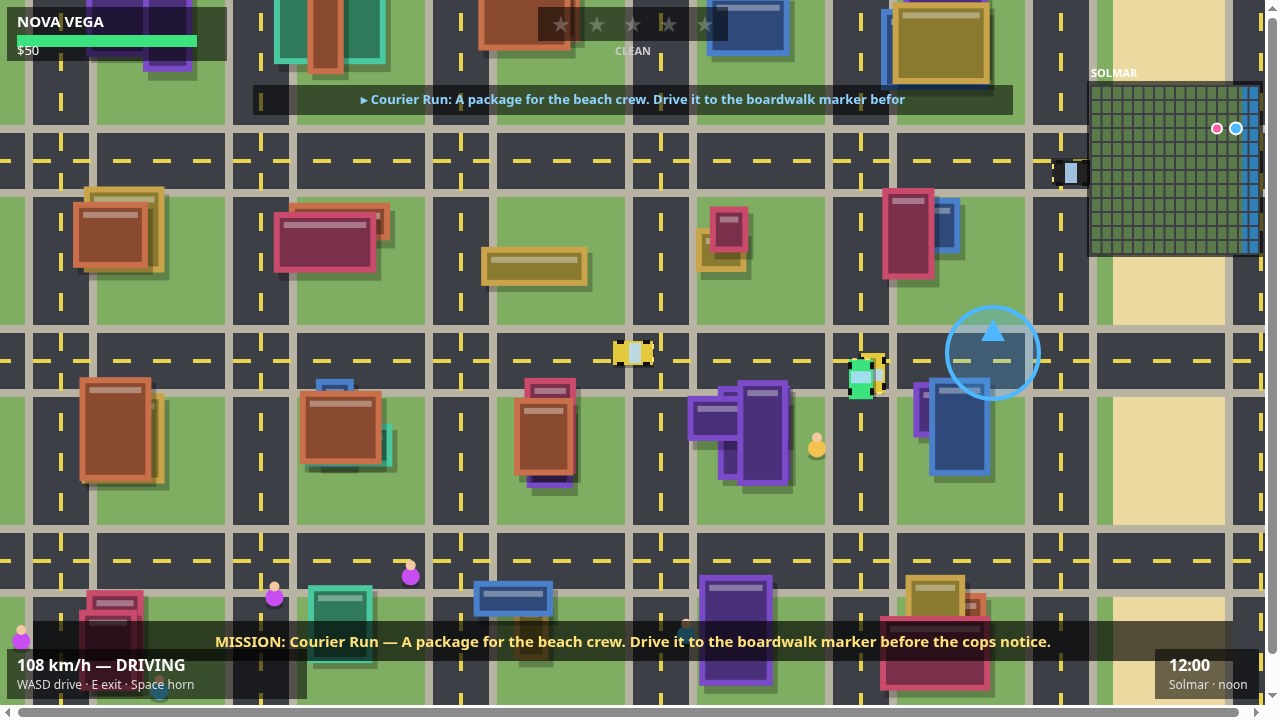 NOVA VEGA
$50
★ ★ ★ ★ ★
CLEAN
▸ Courier Run: A package for the beach crew. Drive it to the boardwalk marker befor
SOLMAR
MISSION: Courier Run — A package for the beach crew. Drive it to the boardwalk marker before the cops notice.
108 km/h — DRIVING
WASD drive · E exit · Space horn
12:00
Solmar · noon